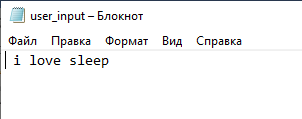 user_input – Блокнот
Файл Правка Формат Вид Справка
i love sleep